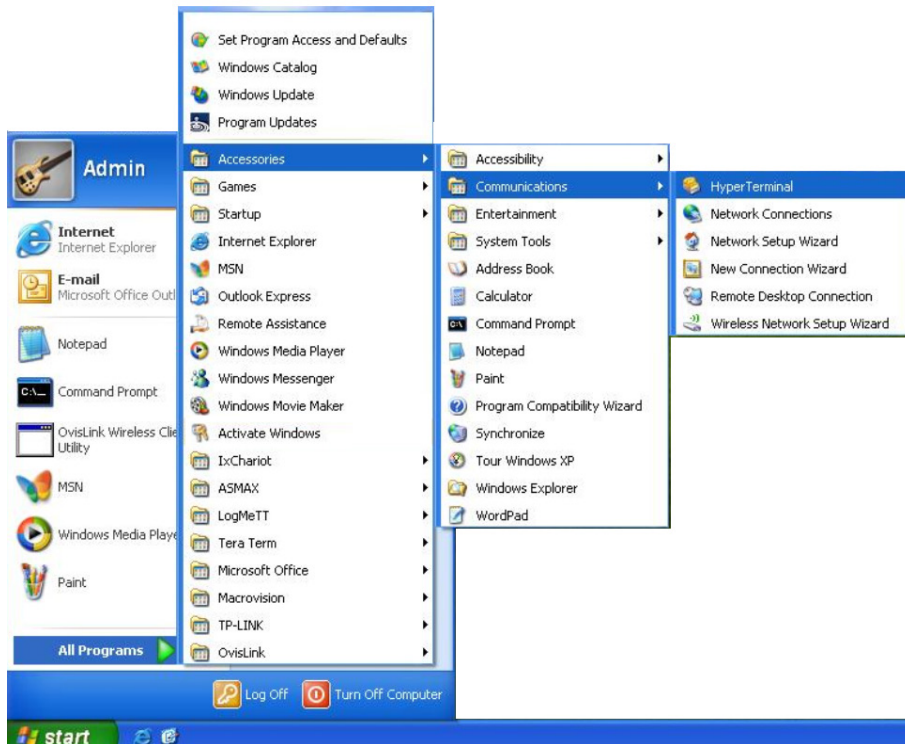 Set Program Access and Defaults
Windows Catalog
Windows Update
Program Updates
Admin
Internet
Internet Explorer
E-mail
Microsoft Office Outl
Notepad
C:\_
Command Prompt
OvisLink Wireless Clie
Utility
MSN
Windows Media Playe
Paint
All Programs
Accessories
Games
Startup
Internet Explorer
MSN
Outlook Express
Remote Assistance
Windows Media Player
Windows Messenger
Windows Movie Maker
Activate Windows
IxChariot
ASMAX
LogMeTT
Tera Term
Microsoft Office
Macrovision
TP-LINK
OvisLink
Accessibility
Communications
Entertainment
System Tools
Address Book
Calculator
Command Prompt
Notepad
Paint
Program Compatibility Wizard
Synchronize
Tour Windows XP
Windows Explorer
WordPad
HyperTerminal
Network Connections
Network Setup Wizard
New Connection Wizard
Remote Desktop Connection
Wireless Network Setup Wizard
Log Off
Turn Off Computer
start